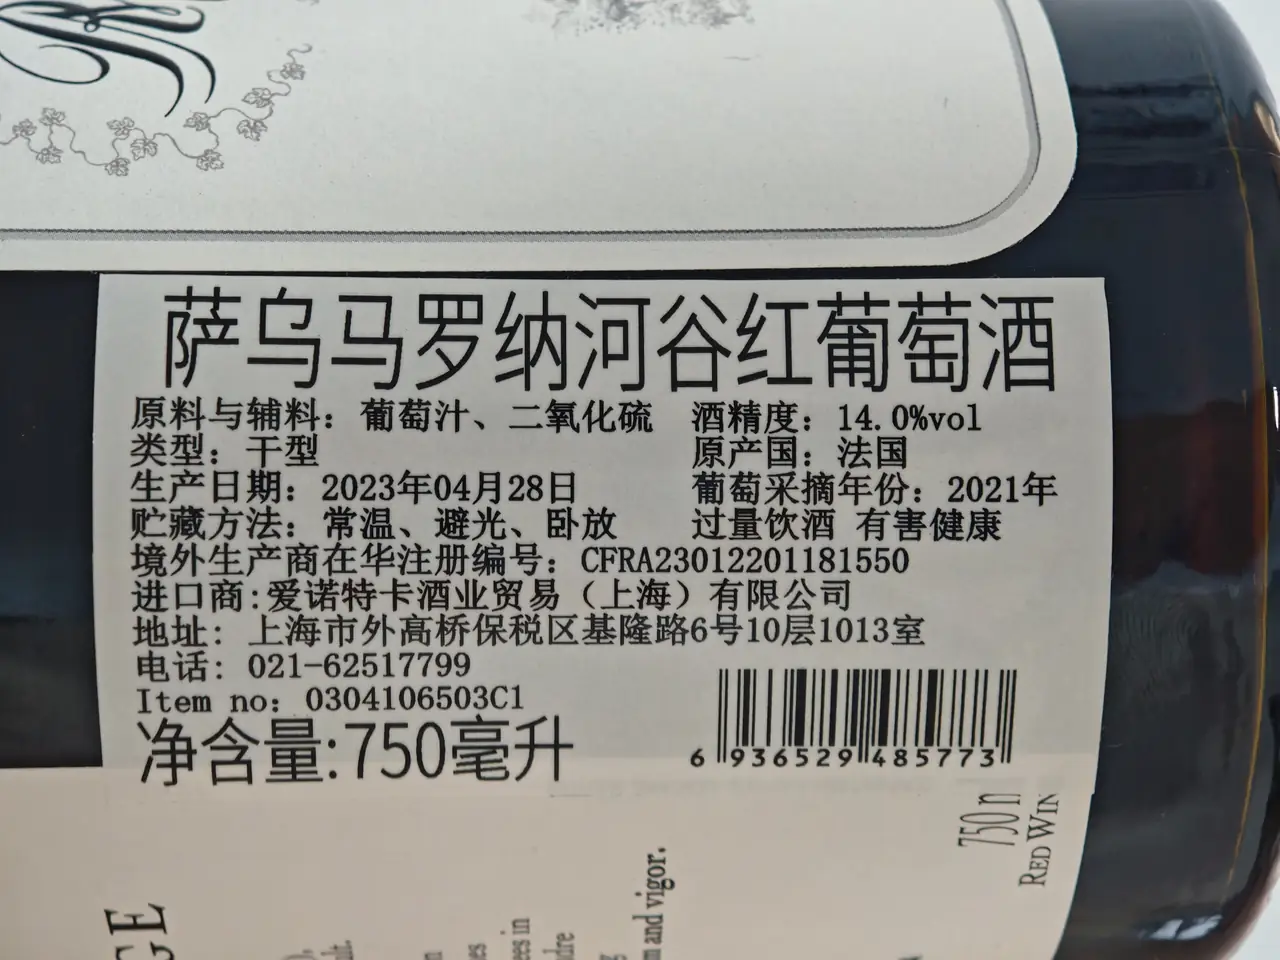 萨乌马罗纳河谷红葡萄酒
原料与辅料：葡萄汁、二氧化硫 酒精度：14.0%vol
类型：干型 原产国：法国
生产日期：2023年04月28日 葡萄采摘年份：2021年
贮藏方法：常温、避光、卧放 过量饮酒 有害健康
境外生产商在华注册编号：CFRA23012201181550
进口商:爱诺特卡酒业贸易（上海）有限公司
地址：上海市外高桥保税区基隆路6号10层1013室
电话：021-62517799
Item no：0304106503C1
净含量:750毫升
6 936529 485773
750
RED WIN
m and vigor.
ees in